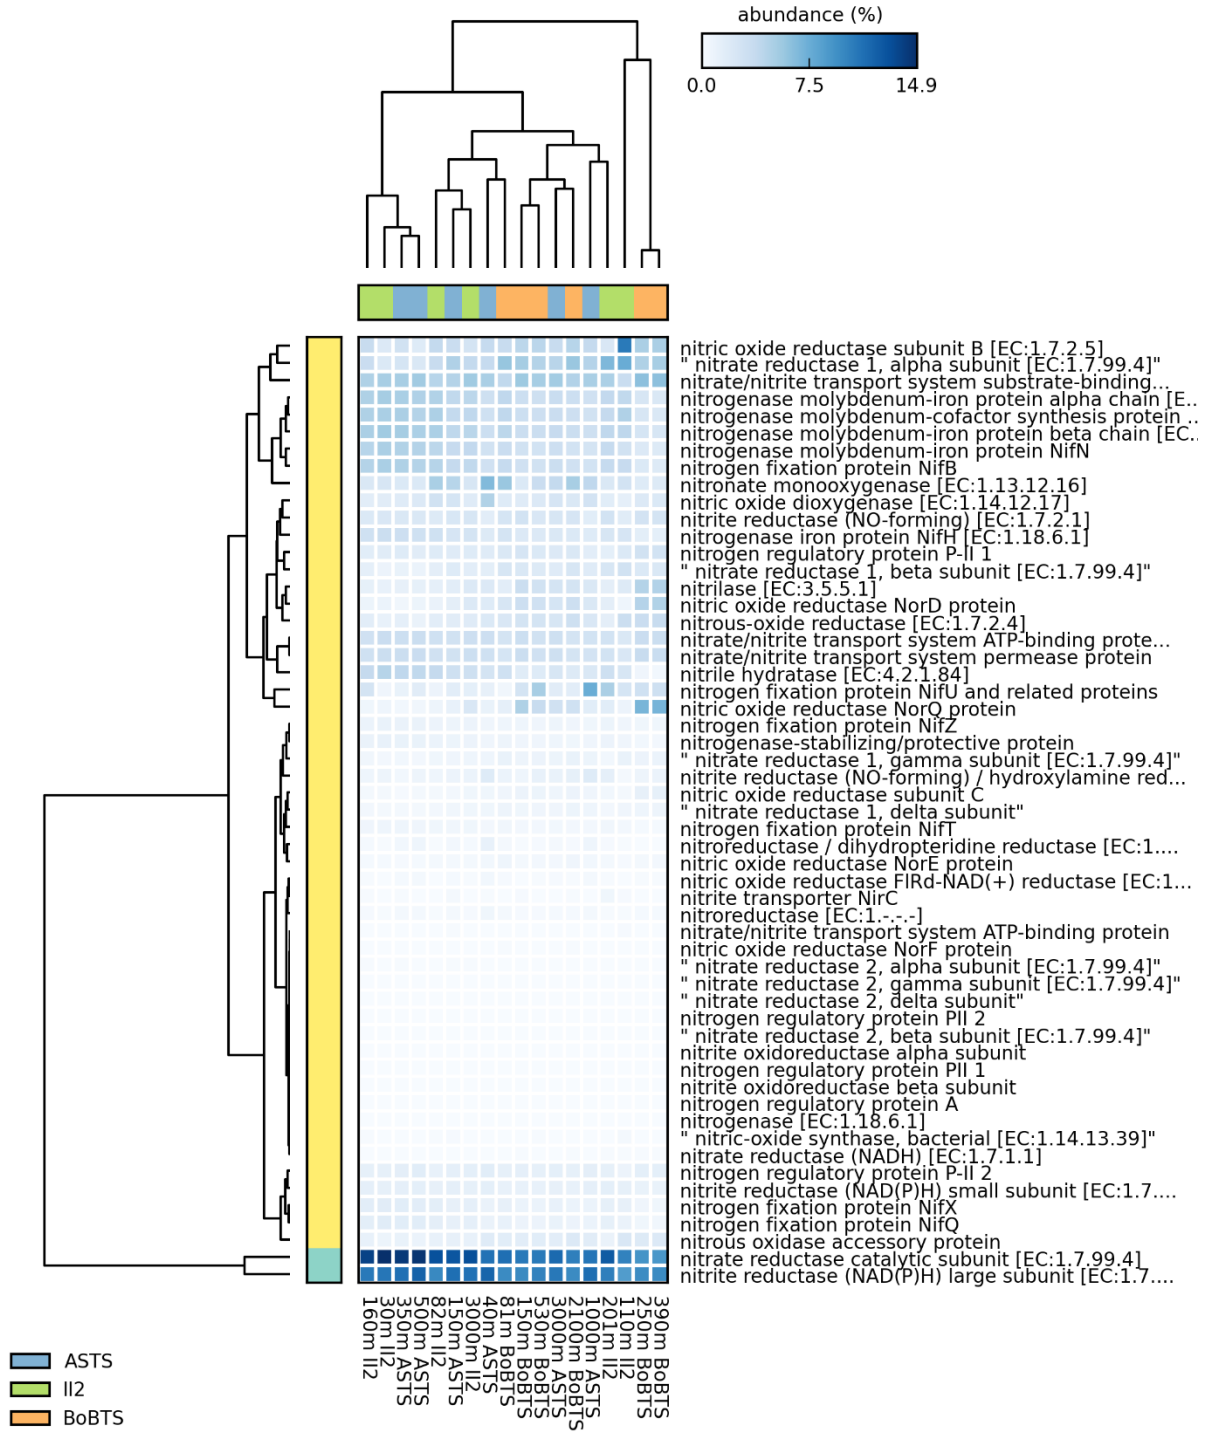 abundance (%)
0.0 7.5 14.9
nitric oxide reductase subunit B [EC:1.7.2.5]
" nitrate reductase 1, alpha subunit [EC:1.7.99.4]"
nitrate/nitrite transport system substrate-binding...
nitrogenase molybdenum-iron protein alpha chain [E...
nitrogenase molybdenum-cofactor synthesis protein ...
nitrogenase molybdenum-iron protein beta chain [EC...
nitrogenase molybdenum-iron protein NifN
nitrogen fixation protein NifB
nitronate monooxygenase [EC:1.13.12.16]
nitric oxide dioxygenase [EC:1.14.12.17]
nitrite reductase (NO-forming) [EC:1.7.2.1]
nitrogenase iron protein NifH [EC:1.18.6.1]
nitrogen regulatory protein P-II 1
" nitrate reductase 1, beta subunit [EC:1.7.99.4]"
nitrilase [EC:3.5.5.1]
nitric oxide reductase NorD protein
nitrous-oxide reductase [EC:1.7.2.4]
nitrate/nitrite transport system ATP-binding prote...
nitrate/nitrite transport system permease protein
nitrile hydratase [EC:4.2.1.84]
nitrogen fixation protein NifU and related proteins
nitric oxide reductase NorQ protein
nitrogen fixation protein NifZ
nitrogenase-stabilizing/protective protein
" nitrate reductase 1, gamma subunit [EC:1.7.99.4]"
nitrite reductase (NO-forming) / hydroxylamine red...
nitric oxide reductase subunit C
" nitrate reductase 1, delta subunit"
nitrogen fixation protein NifT
nitroreductase / dihydropteridine reductase [EC:1....
nitric oxide reductase NorE protein
nitric oxide reductase FlRd-NAD(+) reductase [EC:1...
nitrite transporter NirC
nitroreductase [EC:1.-.-.-]
nitrate/nitrite transport system ATP-binding protein
nitric oxide reductase NorF protein
" nitrate reductase 2, alpha subunit [EC:1.7.99.4]"
" nitrate reductase 2, gamma subunit [EC:1.7.99.4]"
" nitrate reductase 2, delta subunit"
nitrogen regulatory protein PII 2
" nitrate reductase 2, beta subunit [EC:1.7.99.4]"
nitrite oxidoreductase alpha subunit
nitrogen regulatory protein PII 1
nitrite oxidoreductase beta subunit
nitrogen regulatory protein A
nitrogenase [EC:1.18.6.1]
" nitric-oxide synthase, bacterial [EC:1.14.13.39]"
nitrate reductase (NADH) [EC:1.7.1.1]
nitrogen regulatory protein P-II 2
nitrite reductase (NAD(P)H) small subunit [EC:1.7....
nitrogen fixation protein NifX
nitrogen fixation protein NifQ
nitrous oxidase accessory protein
nitrate reductase catalytic subunit [EC:1.7.99.4]
nitrite reductase (NAD(P)H) large subunit [EC:1.7....
160m II2
30m II2
350m ASTS
500m ASTS
82m II2
150m ASTS
3000m II2
40m ASTS
81m BoBTS
150m BoBTS
530m BoBTS
3000m ASTS
2100m BoBTS
1000m ASTS
201m II2
110m II2
250m BoBTS
390m BoBTS
ASTS
II2
BoBTS